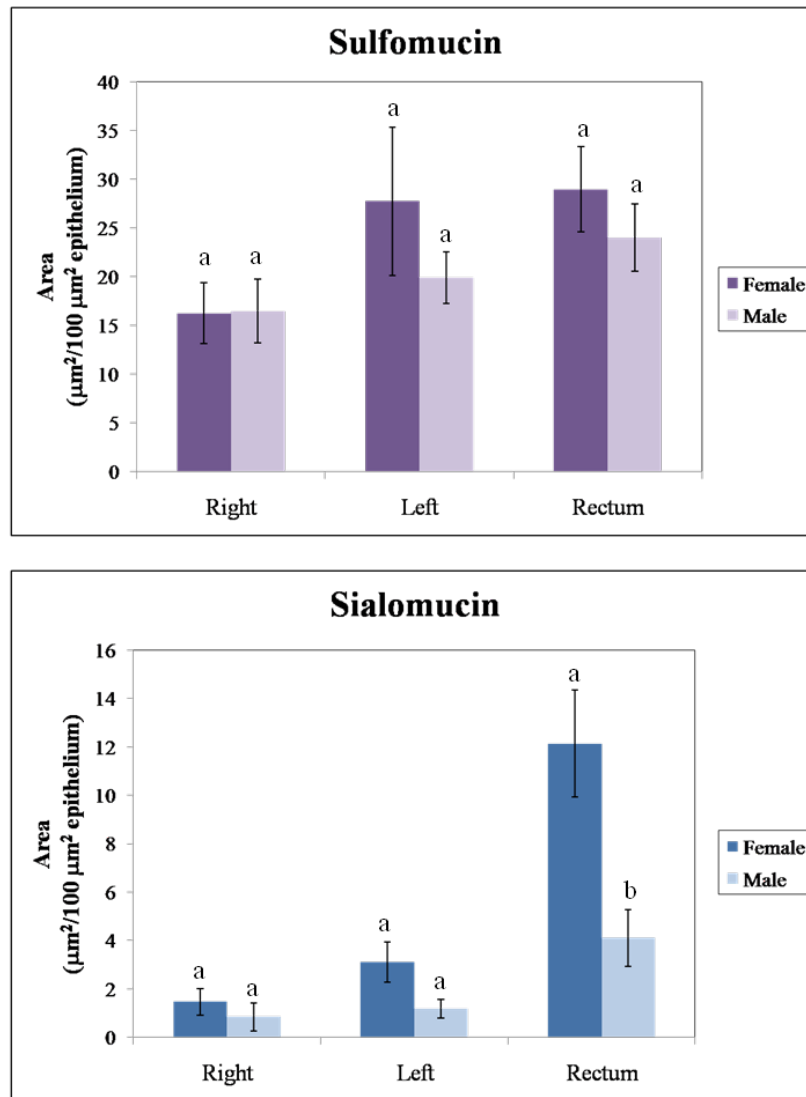 Sulfomucin
40
35
30
25
20
15
10
5
0
Area
(µm²/100 µm² epithelium)
a a a a a a
Right Left Rectum
Female
Male
Sialomucin
16
14
12
10
8
6
4
2
0
Area
(µm²/100 µm² epithelium)
a a a a a b
Right Left Rectum
Female
Male